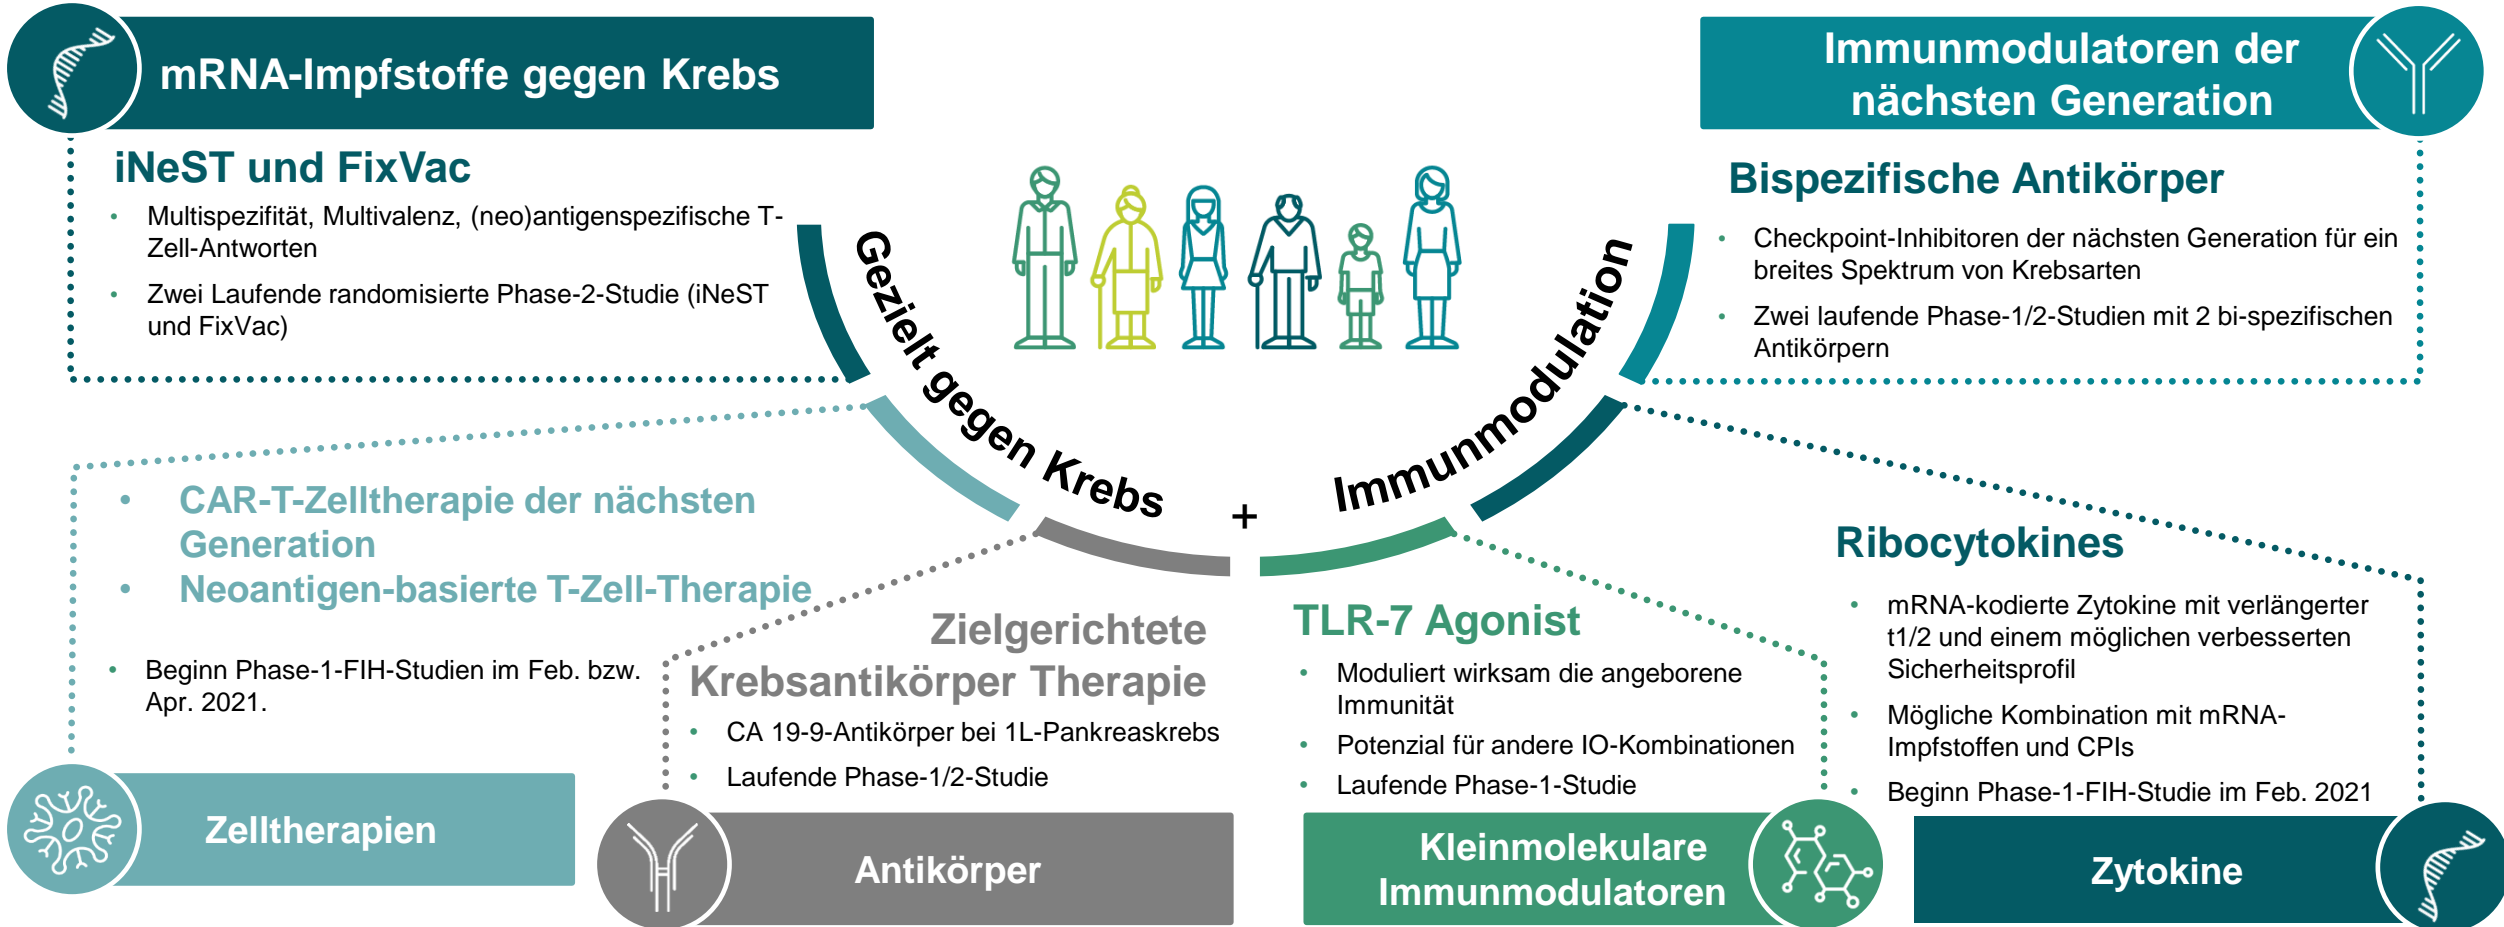 mRNA-Impfstoffe gegen Krebs
iNeST und FixVac
• Multispezifität, Multivalenz, (neo)antigenspezifische T-
Zell-Antworten
• Zwei Laufende randomisierte Phase-2-Studie (iNeST
und FixVac)
Immunmodulatoren der
nächsten Generation
Bispezifische Antikörper
• Checkpoint-Inhibitoren der nächsten Generation für ein
breites Spektrum von Krebsarten
• Zwei laufende Phase-1/2-Studien mit 2 bi-spezifischen
Antikörpern
Gezielt gegen Krebs
+
Immunmodulation
• CAR-T-Zelltherapie der nächsten
Generation
• Neoantigen-basierte T-Zell-Therapie
• Beginn Phase-1-FIH-Studien im Feb. bzw.
Apr. 2021.
Zelltherapien
Zielgerichtete
Krebsantikörper Therapie
• CA 19-9-Antikörper bei 1L-Pankreaskrebs
• Laufende Phase-1/2-Studie
Antikörper
TLR-7 Agonist
• Moduliert wirksam die angeborene
Immunität
• Potenzial für andere IO-Kombinationen
• Laufende Phase-1-Studie
Kleinmolekulare
Immunmodulatoren
Ribocytokines
• mRNA-kodierte Zytokine mit verlängerter
t1/2 und einem möglichen verbesserten
Sicherheitsprofil
• Mögliche Kombination mit mRNA-
Impfstoffen und CPIs
• Beginn Phase-1-FIH-Studie im Feb. 2021
Zytokine